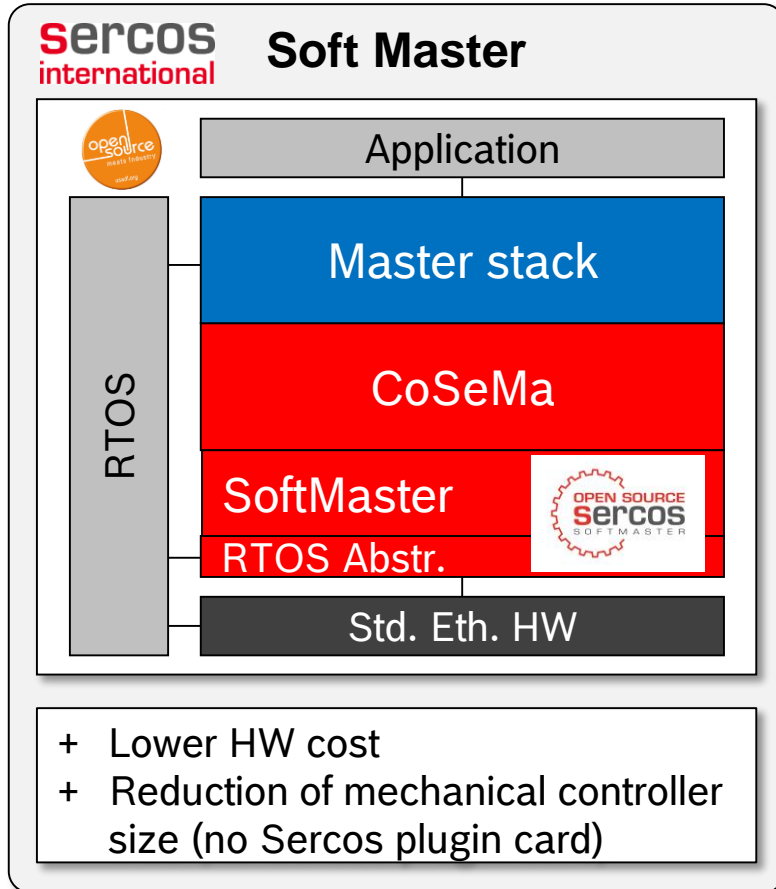 sercos
international
Soft Master
open
source
meets Industry
Application
Master stack
CoSeMa
RTOS
SoftMaster
OPEN SOURCE
sercos
SOFTMASTER
RTOS Abstr.
Std. Eth. HW
+ Lower HW cost
+ Reduction of mechanical controller
size (no Sercos plugin card)